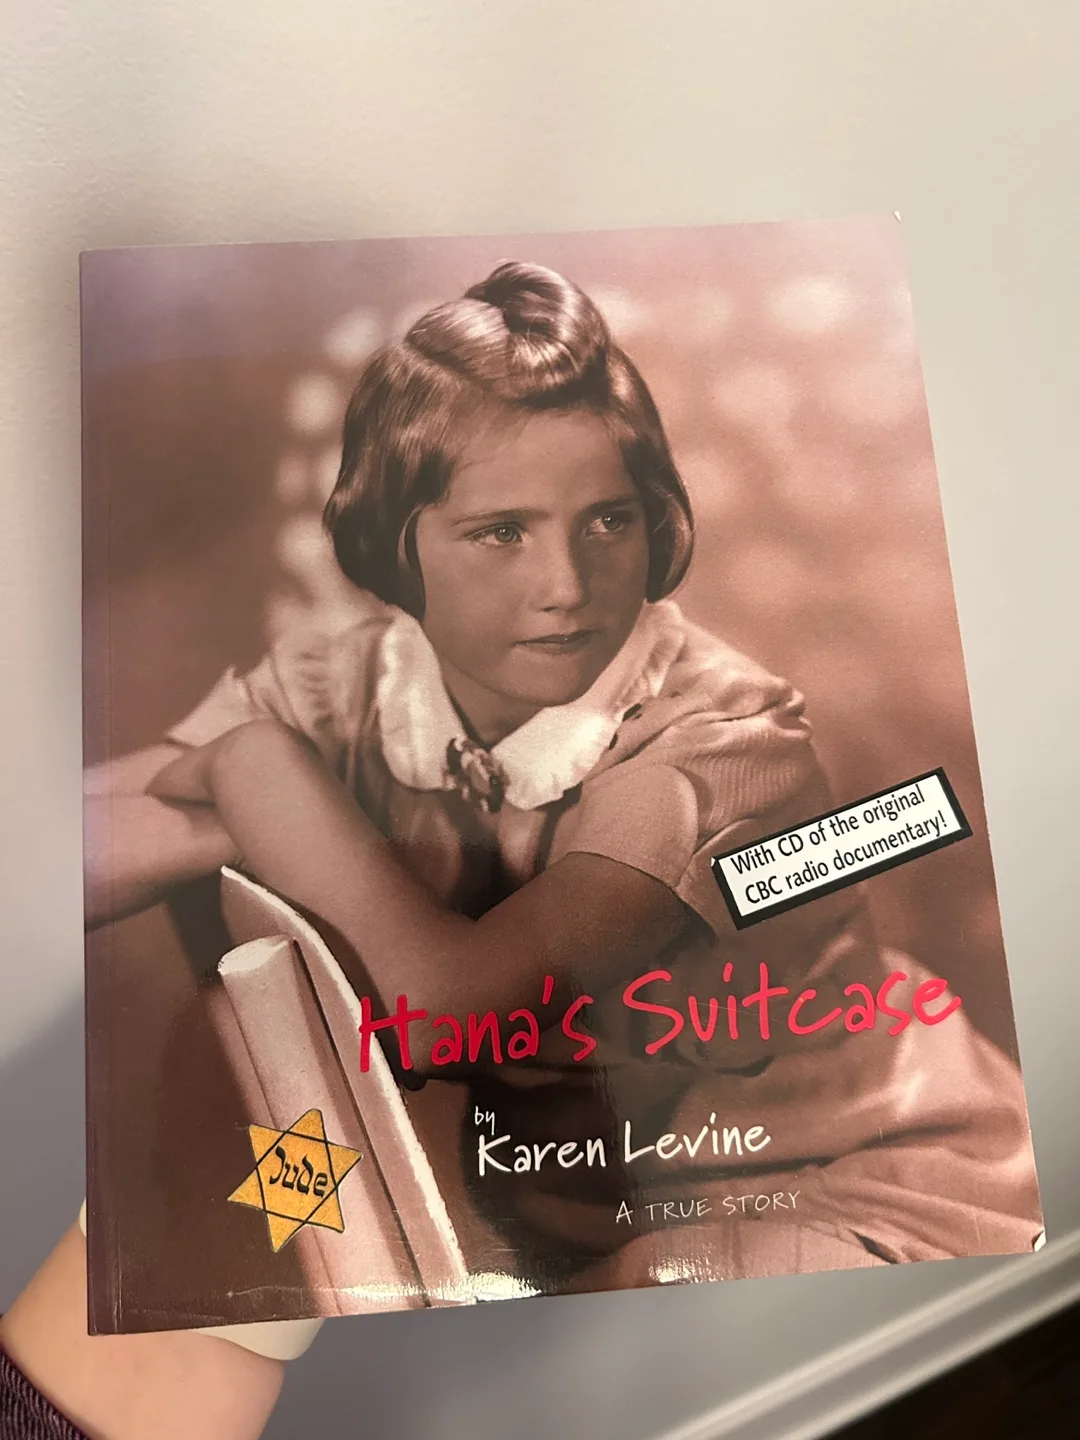 With CD of the original
CBC radio documentary!
Hana's Suitcase
by
Karen Levine
A TRUE STORY
Jude